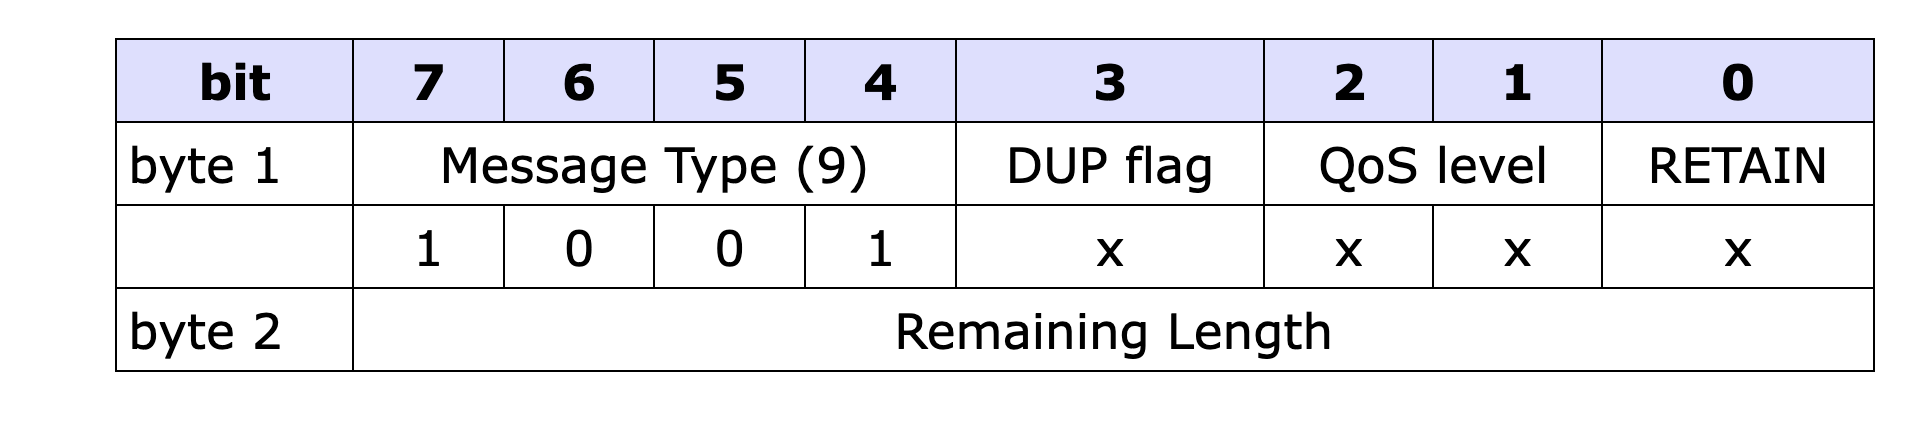 bit 7 6 5 4 3 2 1 0
byte 1 Message Type (9) DUP flag QoS level RETAIN
1 0 0 1 x x x x
byte 2 Remaining Length